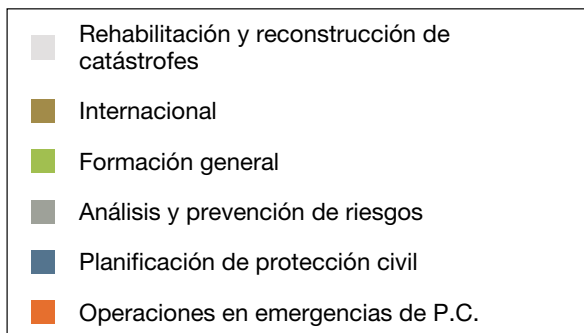 Rehabilitación y reconstrucción de
catástrofes
Internacional
Formación general
Análisis y prevención de riesgos
Planificación de protección civil
Operaciones en emergencias de P.C.